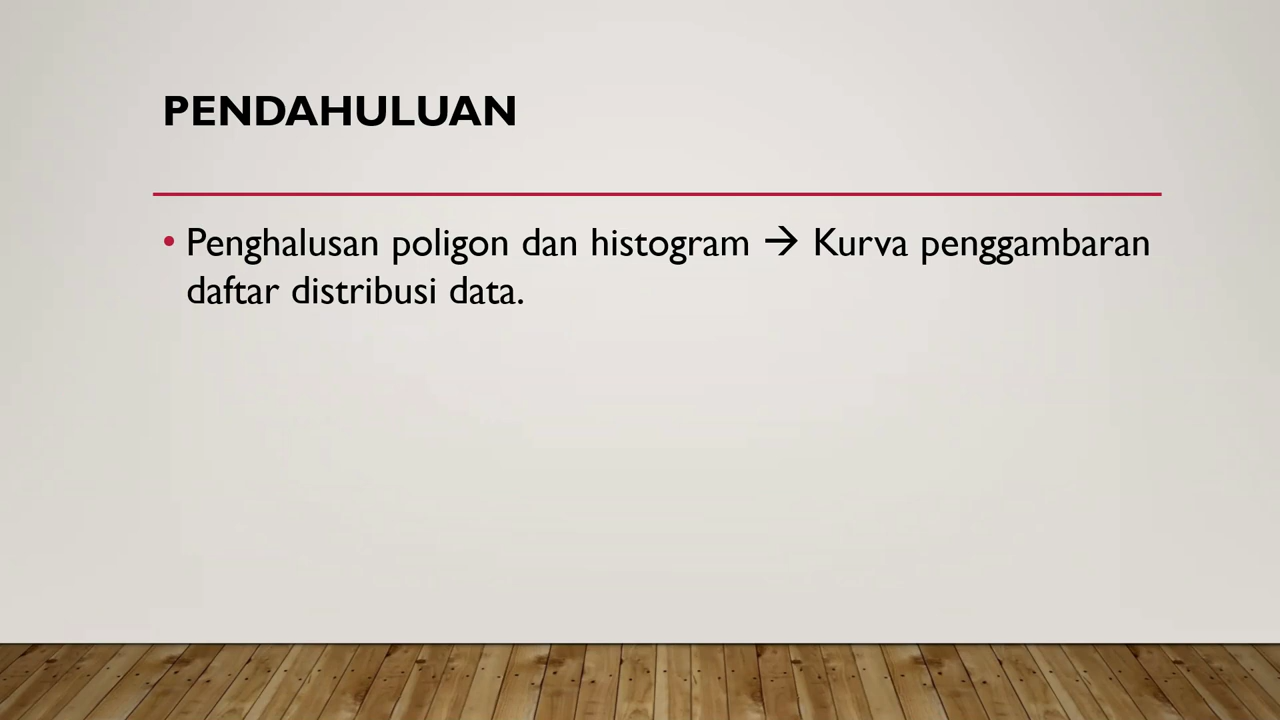 PENDAHULUAN
• Penghalusan poligon dan histogram → Kurva penggambaran
daftar distribusi data.